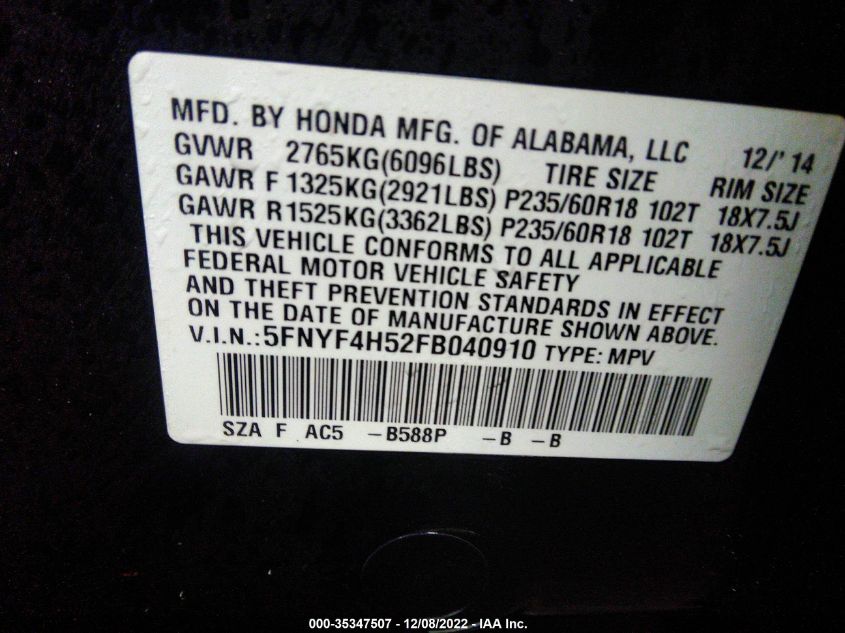 MFD. BY HONDA MFG. OF ALABAMA, LLC 12/' 14
GVWR 2765KG(6096LBS) TIRE SIZE RIM SIZE
GAWR F 1325KG(2921LBS) P235/60R18 102T 18X7.5J
GAWR R 1525KG(3362LBS) P235/60R18 102T 18X7.5J
THIS VEHICLE CONFORMS TO ALL APPLICABLE
FEDERAL MOTOR VEHICLE SAFETY
AND THEFT PREVENTION STANDARDS IN EFFECT
ON THE DATE OF MANUFACTURE SHOWN ABOVE.
V.I.N.:5FNYF4H52FB040910 TYPE: MPV
SZA F AC5 -B588P -B -B
000-35347507 - 12/08/2022 - IAA Inc.